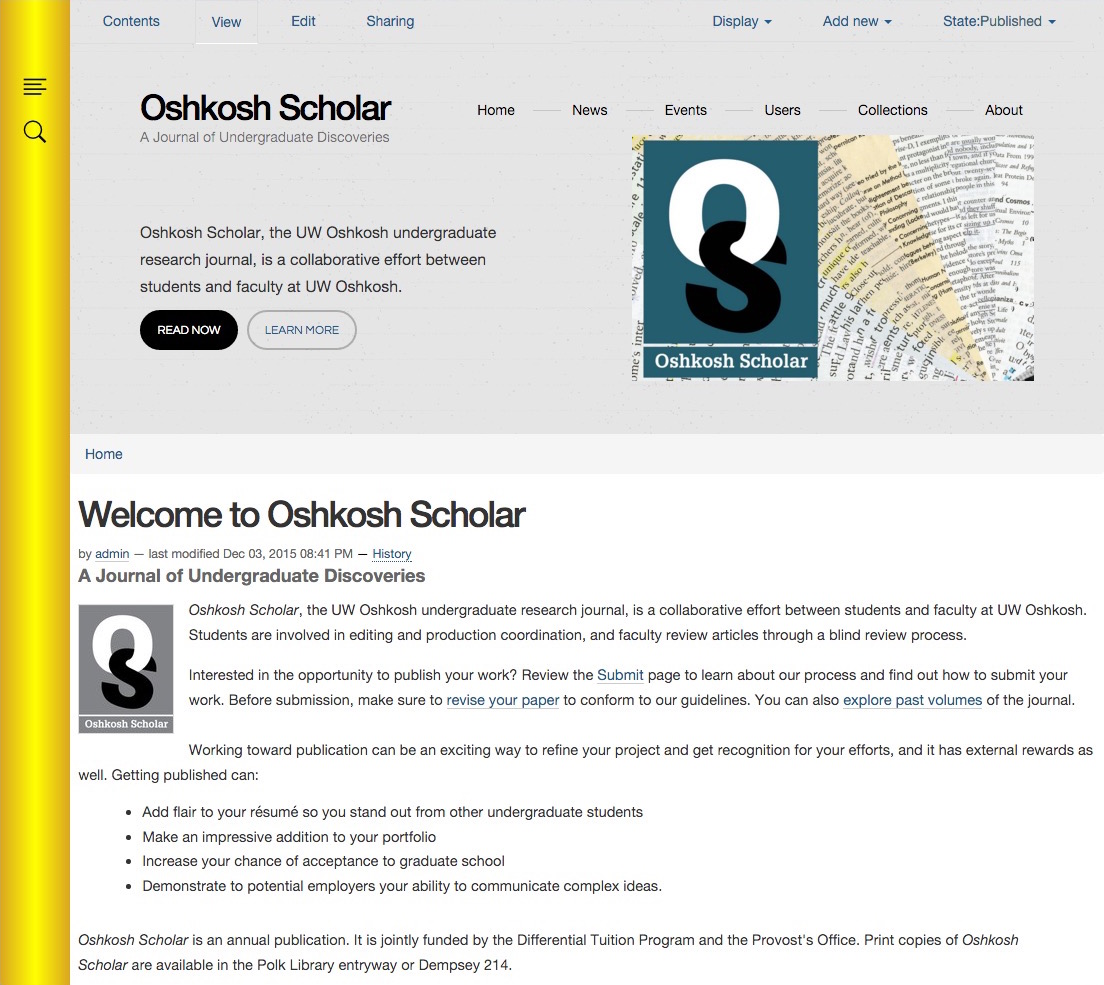 Contents View Edit Sharing Display Add new State:Published
Oshkosh Scholar
A Journal of Undergraduate Discoveries
Home News Events Users Collections About
Oshkosh Scholar, the UW Oshkosh undergraduate
research journal, is a collaborative effort between
students and faculty at UW Oshkosh.
READ NOW LEARN MORE
OS
Oshkosh Scholar
Home
Welcome to Oshkosh Scholar
by admin — last modified Dec 03, 2015 08:41 PM — History
A Journal of Undergraduate Discoveries
OS
Oshkosh Scholar
Oshkosh Scholar, the UW Oshkosh undergraduate research journal, is a collaborative effort between students and faculty at UW Oshkosh.
Students are involved in editing and production coordination, and faculty review articles through a blind review process.
Interested in the opportunity to publish your work? Review the Submit page to learn about our process and find out how to submit your
work. Before submission, make sure to revise your paper to conform to our guidelines. You can also explore past volumes of the journal.
Working toward publication can be an exciting way to refine your project and get recognition for your efforts, and it has external rewards as
well. Getting published can:
• Add flair to your résumé so you stand out from other undergraduate students
• Make an impressive addition to your portfolio
• Increase your chance of acceptance to graduate school
• Demonstrate to potential employers your ability to communicate complex ideas.
Oshkosh Scholar is an annual publication. It is jointly funded by the Differential Tuition Program and the Provost's Office. Print copies of Oshkosh
Scholar are available in the Polk Library entryway or Dempsey 214.